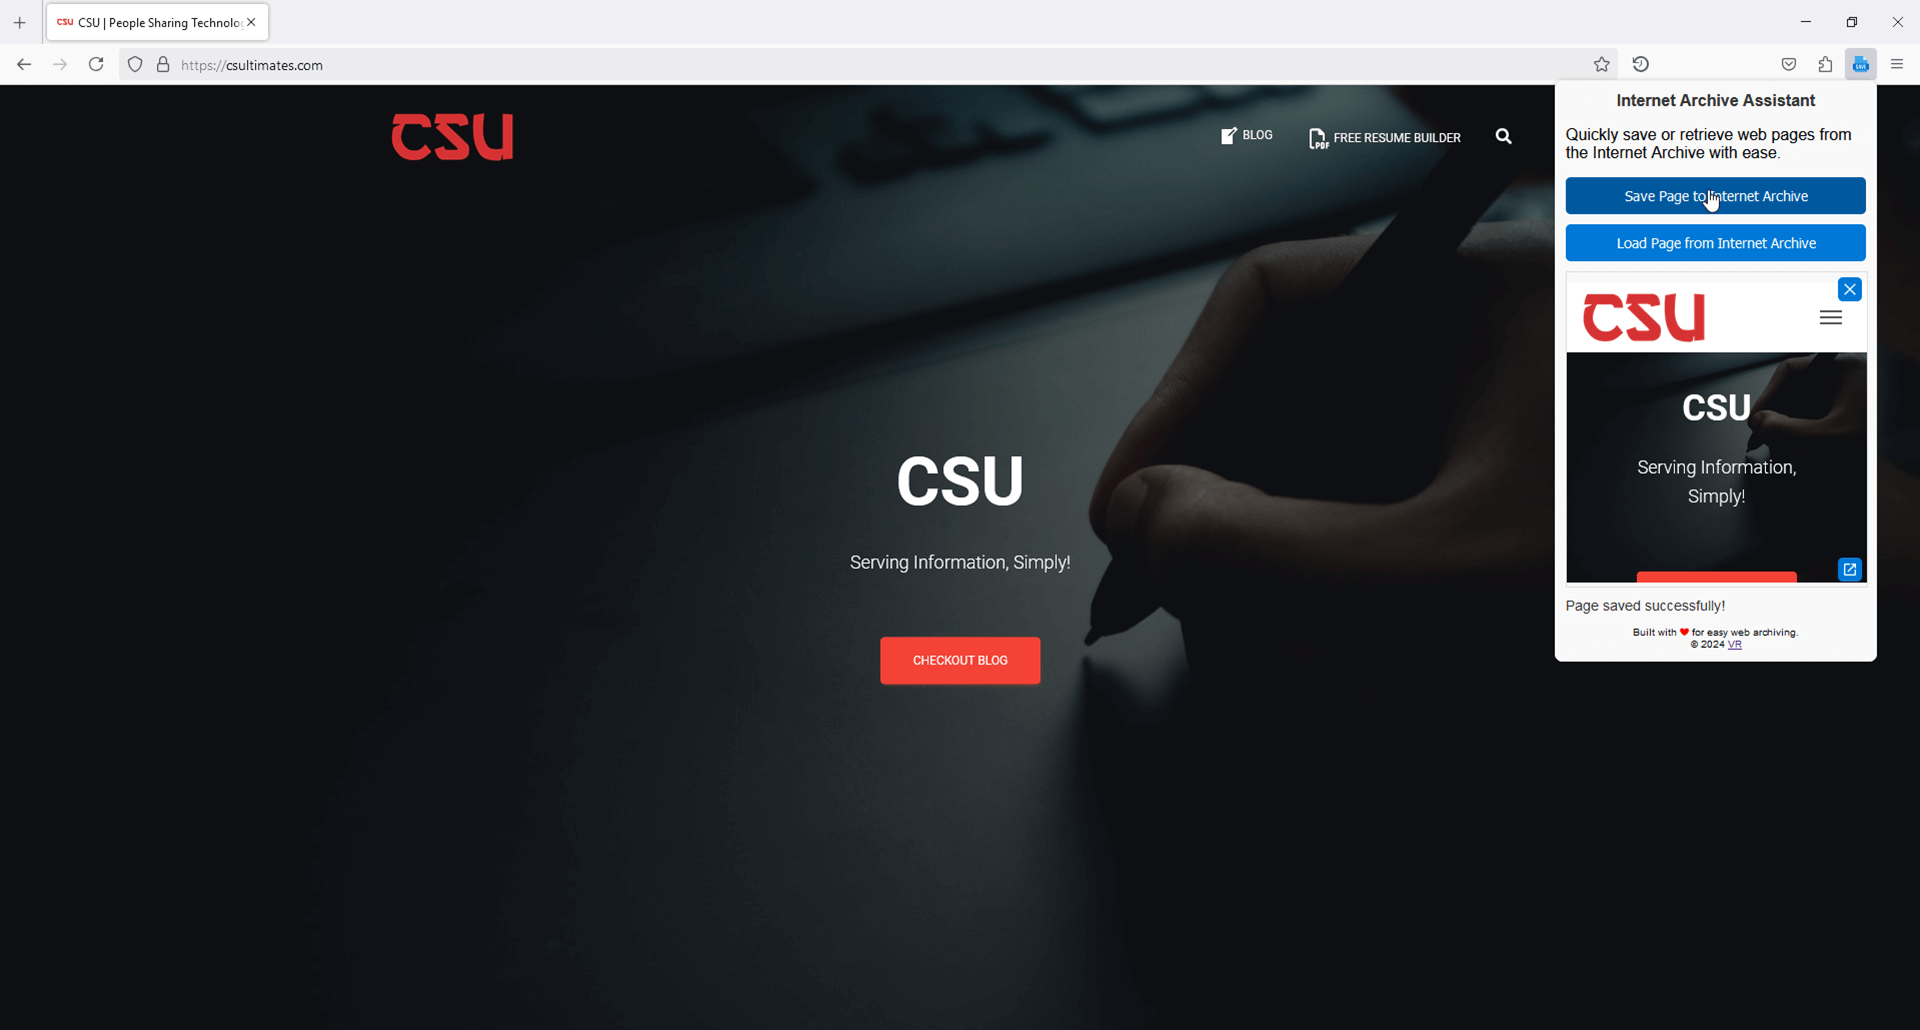 CSU CSU | People Sharing Technolo
https://csultimates.com
CSU
BLOG
PDF FREE RESUME BUILDER
CSU
Serving Information, Simply!
CHECKOUT BLOG
SAVE
Internet Archive Assistant
Quickly save or retrieve web pages from
the Internet Archive with ease.
Save Page to Internet Archive
Load Page from Internet Archive
CSU
CSU
Serving Information,
Simply!
Page saved successfully!
Built with ❤ for easy web archiving.
© 2024 VR